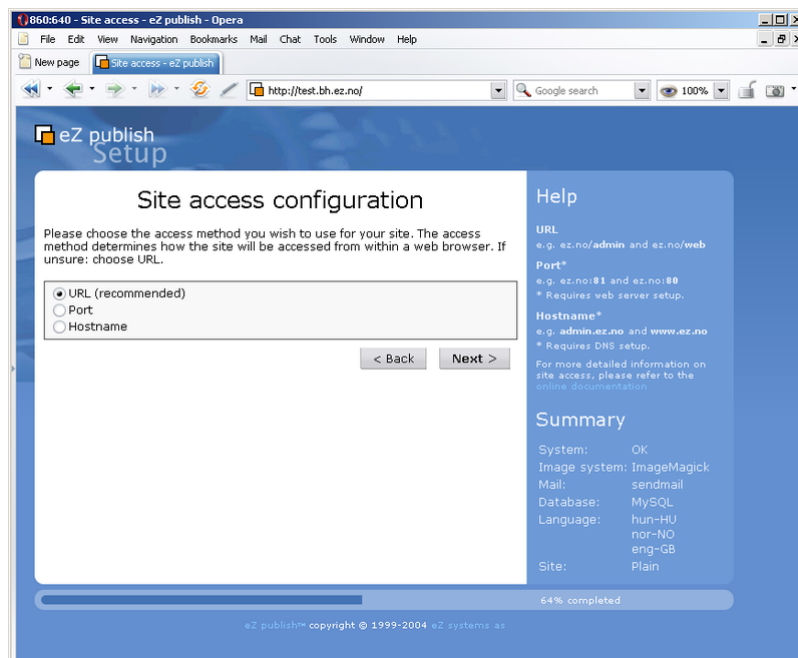 860:640 - Site access - eZ publish - Opera
File Edit View Navigation Bookmarks Mail Chat Tools Window Help
New page
Site access - eZ publish
http://test.bh.ez.no/
Google search
100%
eZ publish
Setup
Site access configuration
Please choose the access method you wish to use for your site. The access
method determines how the site will be accessed from within a web browser. If
unsure: choose URL.
URL (recommended)
Port
Hostname
< Back
Next >
Help
URL
e.g. ez.no/admin and ez.no/web
Port*
e.g. ez.no:81 and ez.no:80
* Requires web server setup.
Hostname*
e.g. admin.ez.no and www.ez.no
* Requires DNS setup.
For more detailed information on
site access, please refer to the
online documentation
Summary
System: OK
Image system: ImageMagick
Mail: sendmail
Database: MySQL
Language: hun-HU
nor-NO
eng-GB
Site: Plain
64% completed
eZ publish™ copyright © 1999-2004 eZ systems as